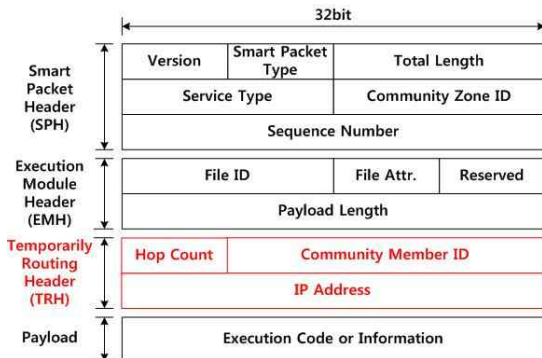 32bit
Smart
Packet
Header
(SPH)
Version
Smart Packet
Type
Total Length
Service Type
Community Zone ID
Sequence Number
Execution
Module
Header
(EMH)
File ID
File Attr.
Reserved
Payload Length
Temporarily
Routing
Header
(TRH)
Hop Count
Community Member ID
IP Address
Payload
Execution Code or Information